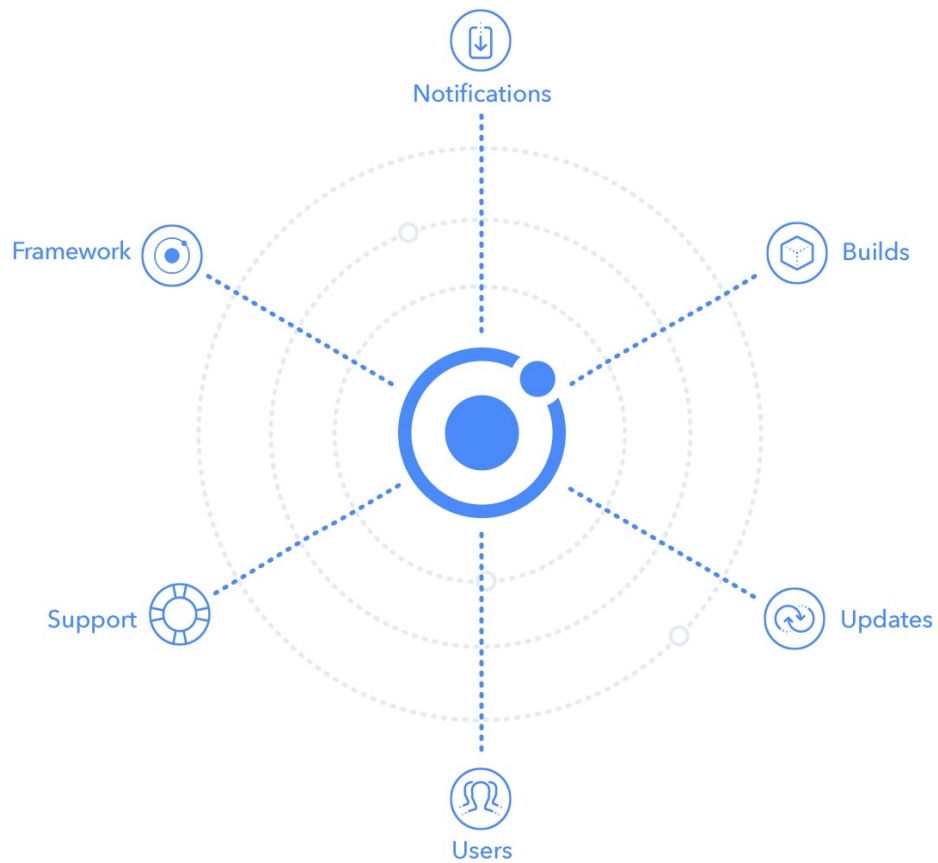 Notifications
Framework
Builds
Support
Updates
Users